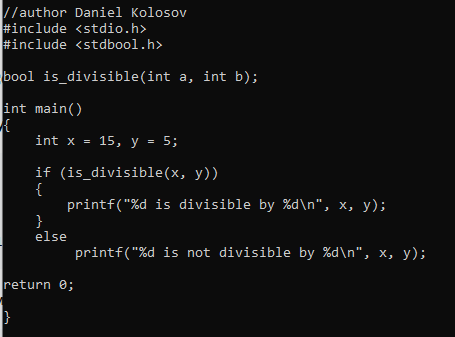 //author Daniel Kolosov
#include <stdio.h>
#include <stdbool.h>
bool is_divisible(int a, int b);
int main()
{
int x = 15, y = 5;
if (is_divisible(x, y))
{
printf("%d is divisible by %d\n", x, y);
}
else
printf("%d is not divisible by %d\n", x, y);
return 0;
}